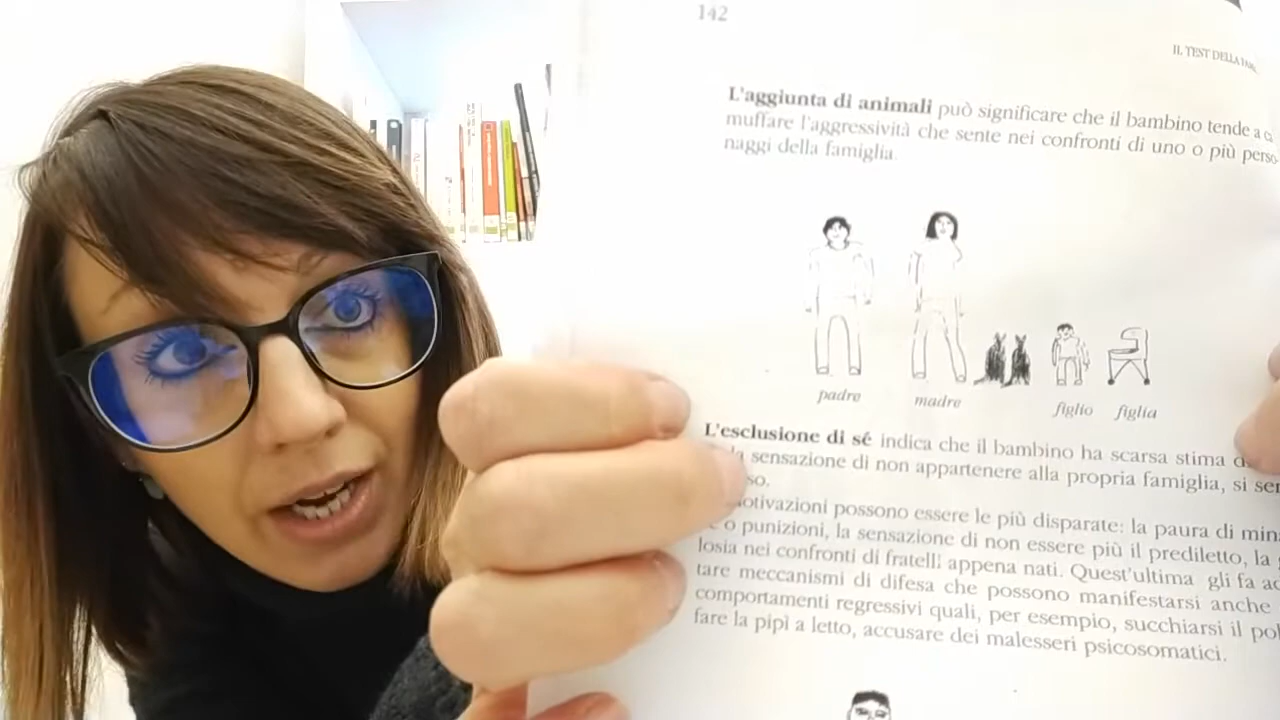 142
IL TEST DELLA
L'aggiunta di animali può significare che il bambino tende a
muffare l'aggressività che sente nei confronti di uno o più perso-
naggi della famiglia.
padre madre figlio figlia
L'esclusione di sé indica che il bambino ha scarsa stima
la sensazione di non appartenere alla propria famiglia, si
so.
motivazioni possono essere le più disparate: la paura di
o punizioni, la sensazione di non essere più il prediletto, la
losia nei confronti di fratelli appena nati. Quest'ultima gli fa
tare meccanismi di difesa che possono manifestarsi anche
comportamenti regressivi quali, per esempio, succhiarsi il
fare la pipì a letto, accusare dei malesseri psicosomatici.